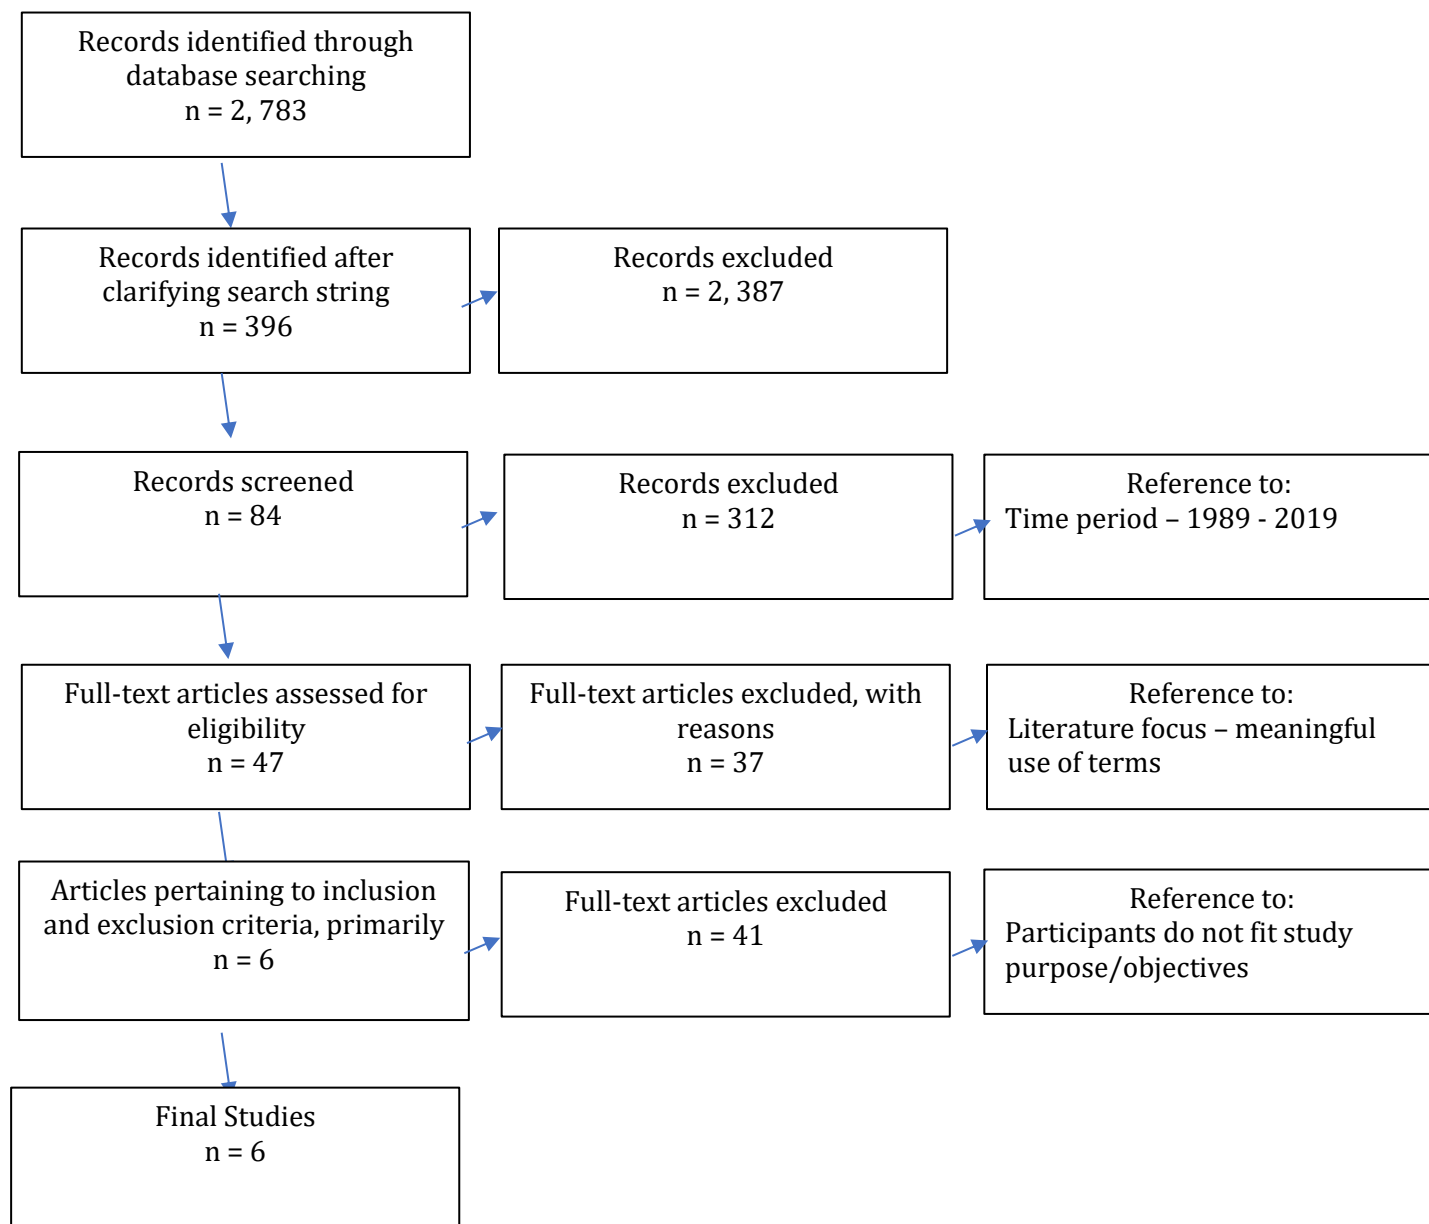 Records identified through
database searching
n = 2, 783
Records identified after
clarifying search string
n = 396
Records excluded
n = 2, 387
Records screened
n = 84
Records excluded
n = 312
Reference to:
Time period – 1989 - 2019
Full-text articles assessed for
eligibility
n = 47
Full-text articles excluded, with
reasons
n = 37
Reference to:
Literature focus – meaningful
use of terms
Articles pertaining to inclusion
and exclusion criteria, primarily
n = 6
Full-text articles excluded
n = 41
Reference to:
Participants do not fit study
purpose/objectives
Final Studies
n = 6